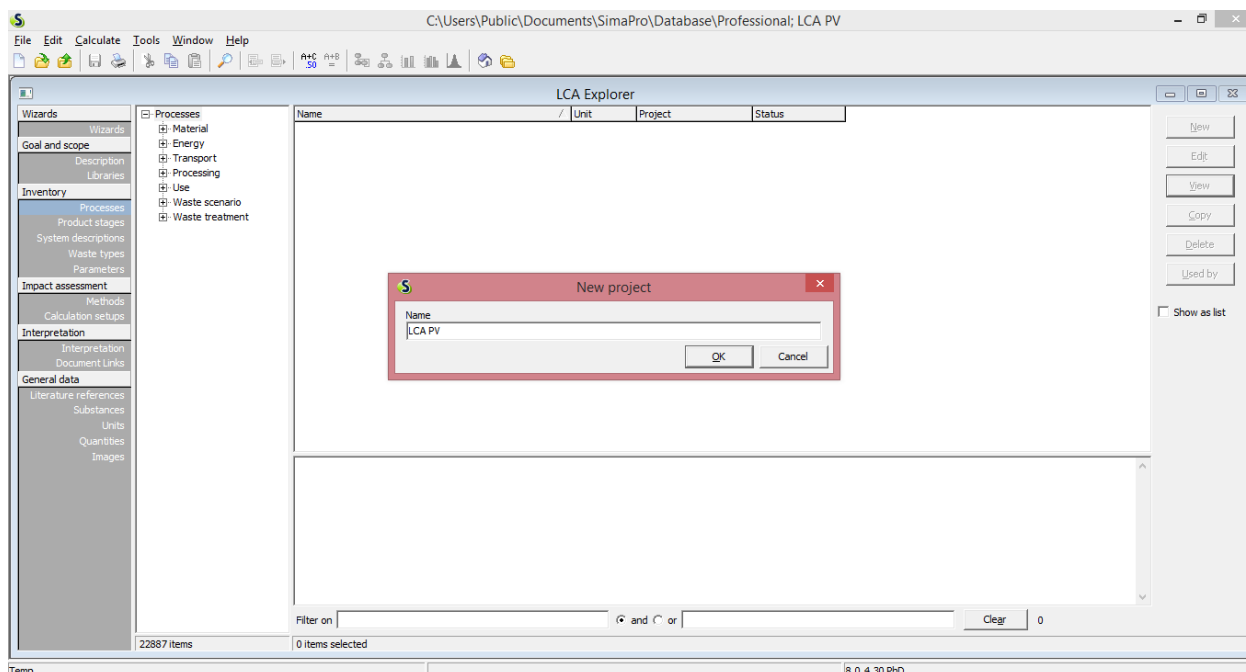 C:\Users\Public\Documents\SimaPro\Database\Professional; LCA PV
File Edit Calculate Tools Window Help
A+C .50 A+B =
LCA Explorer
Wizards
Wizards
Goal and scope
Description
Libraries
Inventory
Processes
Product stages
System descriptions
Waste types
Parameters
Impact assessment
Methods
Calculation setups
Interpretation
Interpretation
Document Links
General data
Literature references
Substances
Units
Quantities
Images
Processes
Material
Energy
Transport
Processing
Use
Waste scenario
Waste treatment
22887 items
Name / Unit Project Status
New project
Name
LCA PV
OK Cancel
Filter on and or Clear 0
0 items selected
New
Edit
View
Copy
Delete
Used by
Show as list
Temp 8.0.4.30 PhD